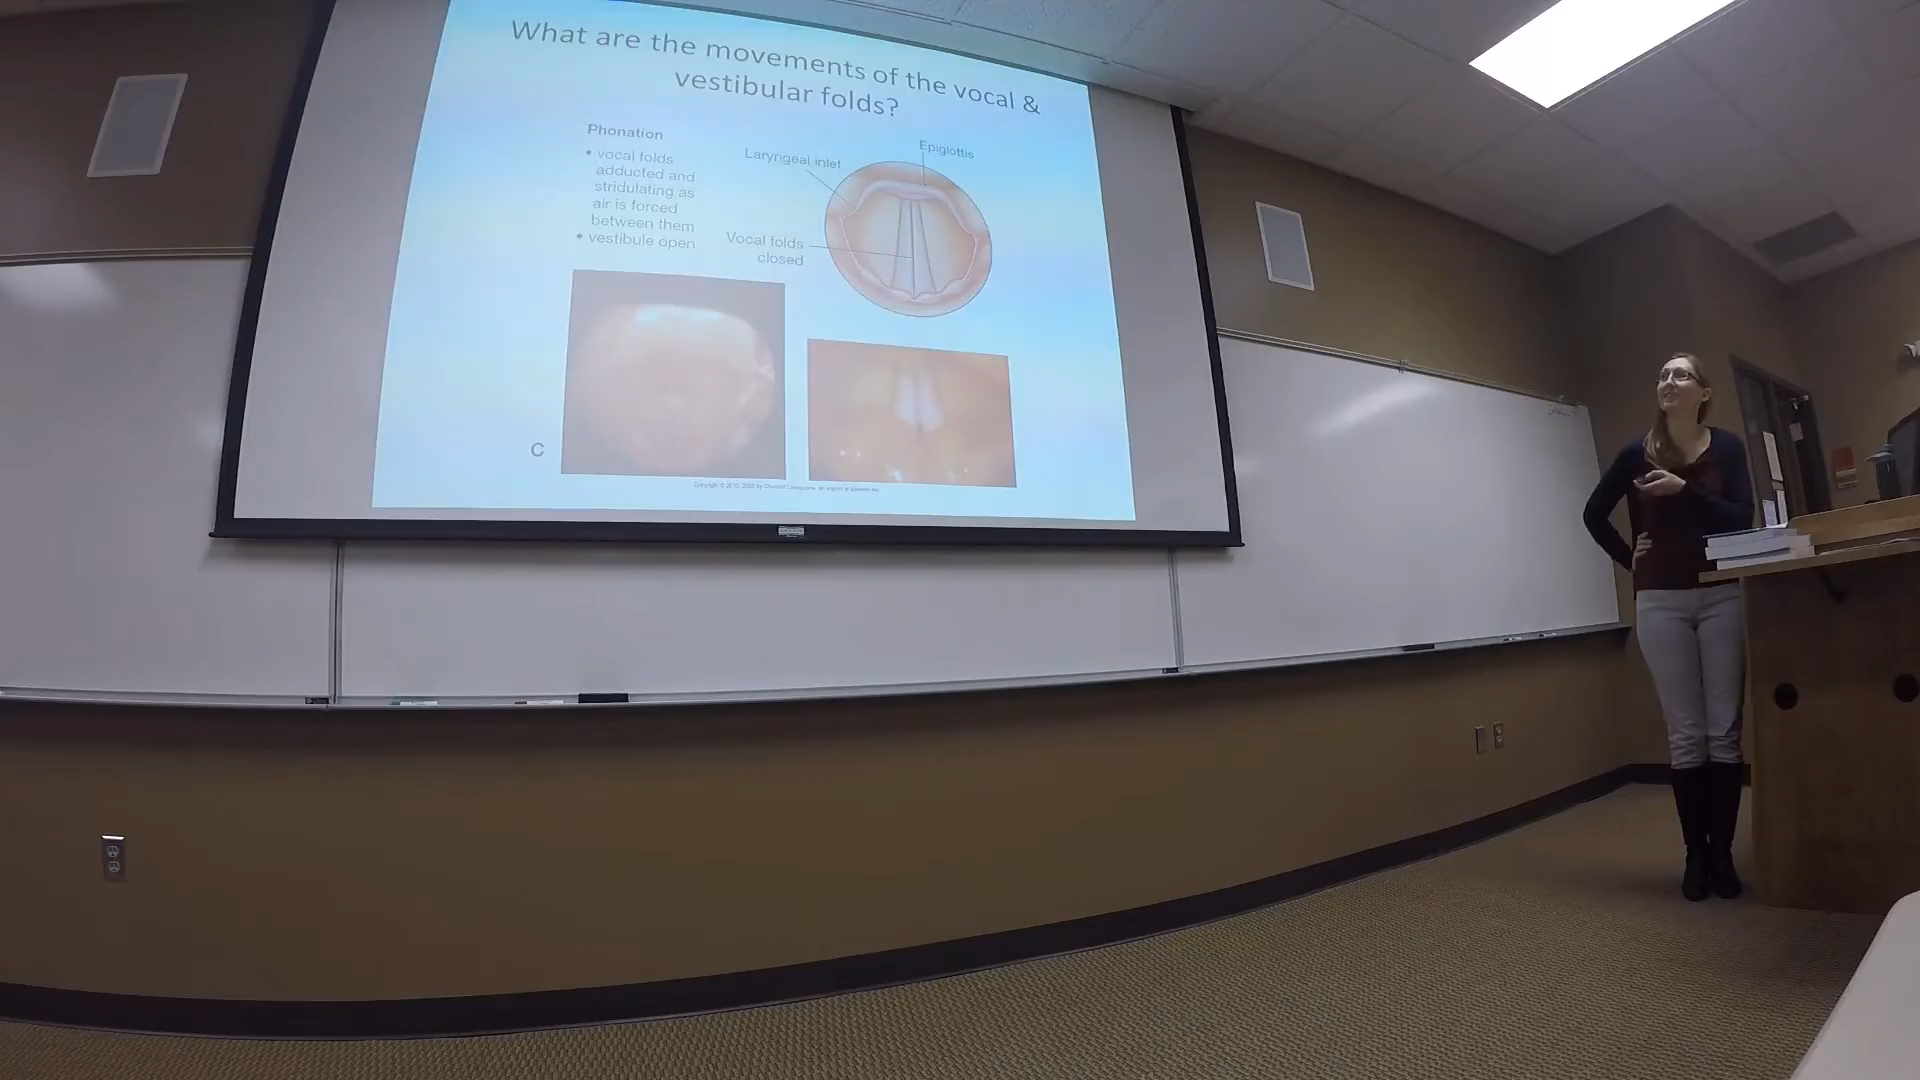 What are the movements of the vocal &
vestibular folds?
Phonation
• vocal folds
adducted and
stridulating as
air is forced
between them
• vestibule open
Laryngeal inlet
Epiglottis
Vocal folds
closed
C